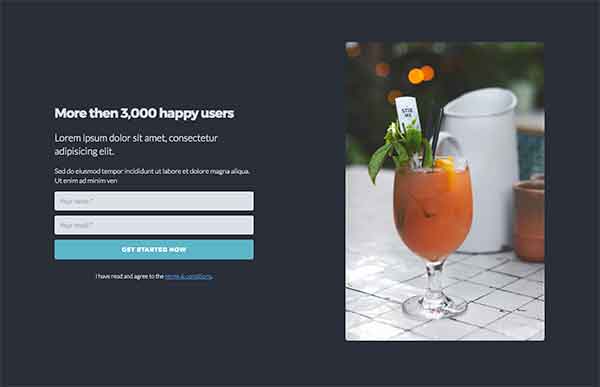 More then 3,000 happy users
Lorem ipsum dolor sit amet, consectetur
adipisicing elit.
Sed do eiusmod tempor incididunt ut labore et dolore magna aliqua.
Ut enim ad minim ven
Your name *
Your email *
GET STARTED NOW
I have read and agree to the terms & conditions.
STIR
ME